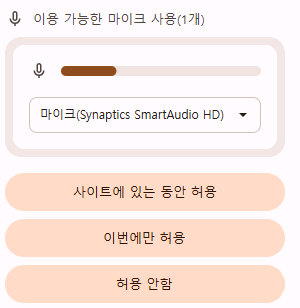 이용 가능한 마이크 사용(1개)
마이크(Synaptics SmartAudio HD)
사이트에 있는 동안 허용
이번에만 허용
허용 안함